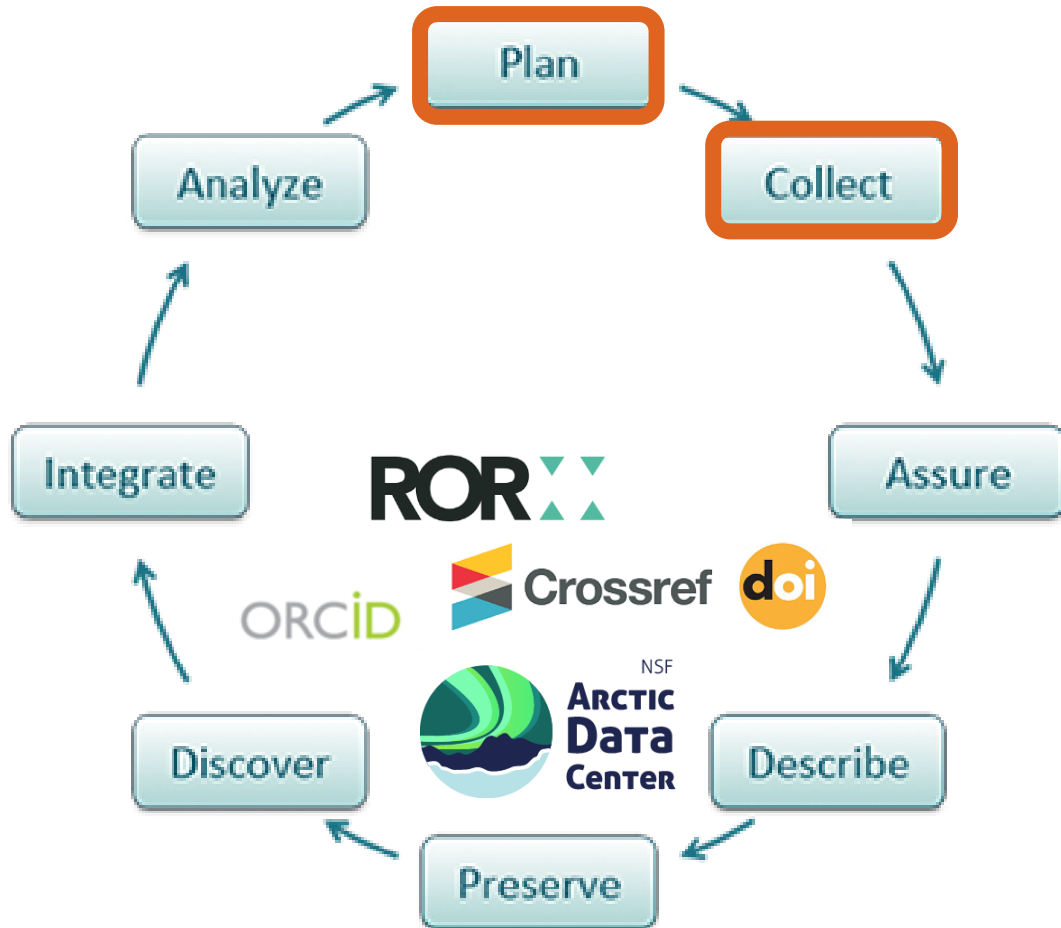 Plan
Analyze
Collect
Integrate
Assure
ROR
Crossref
doi
ORCiD
NSF
ARCTIC
DATA
CENTER
Discover
Describe
Preserve